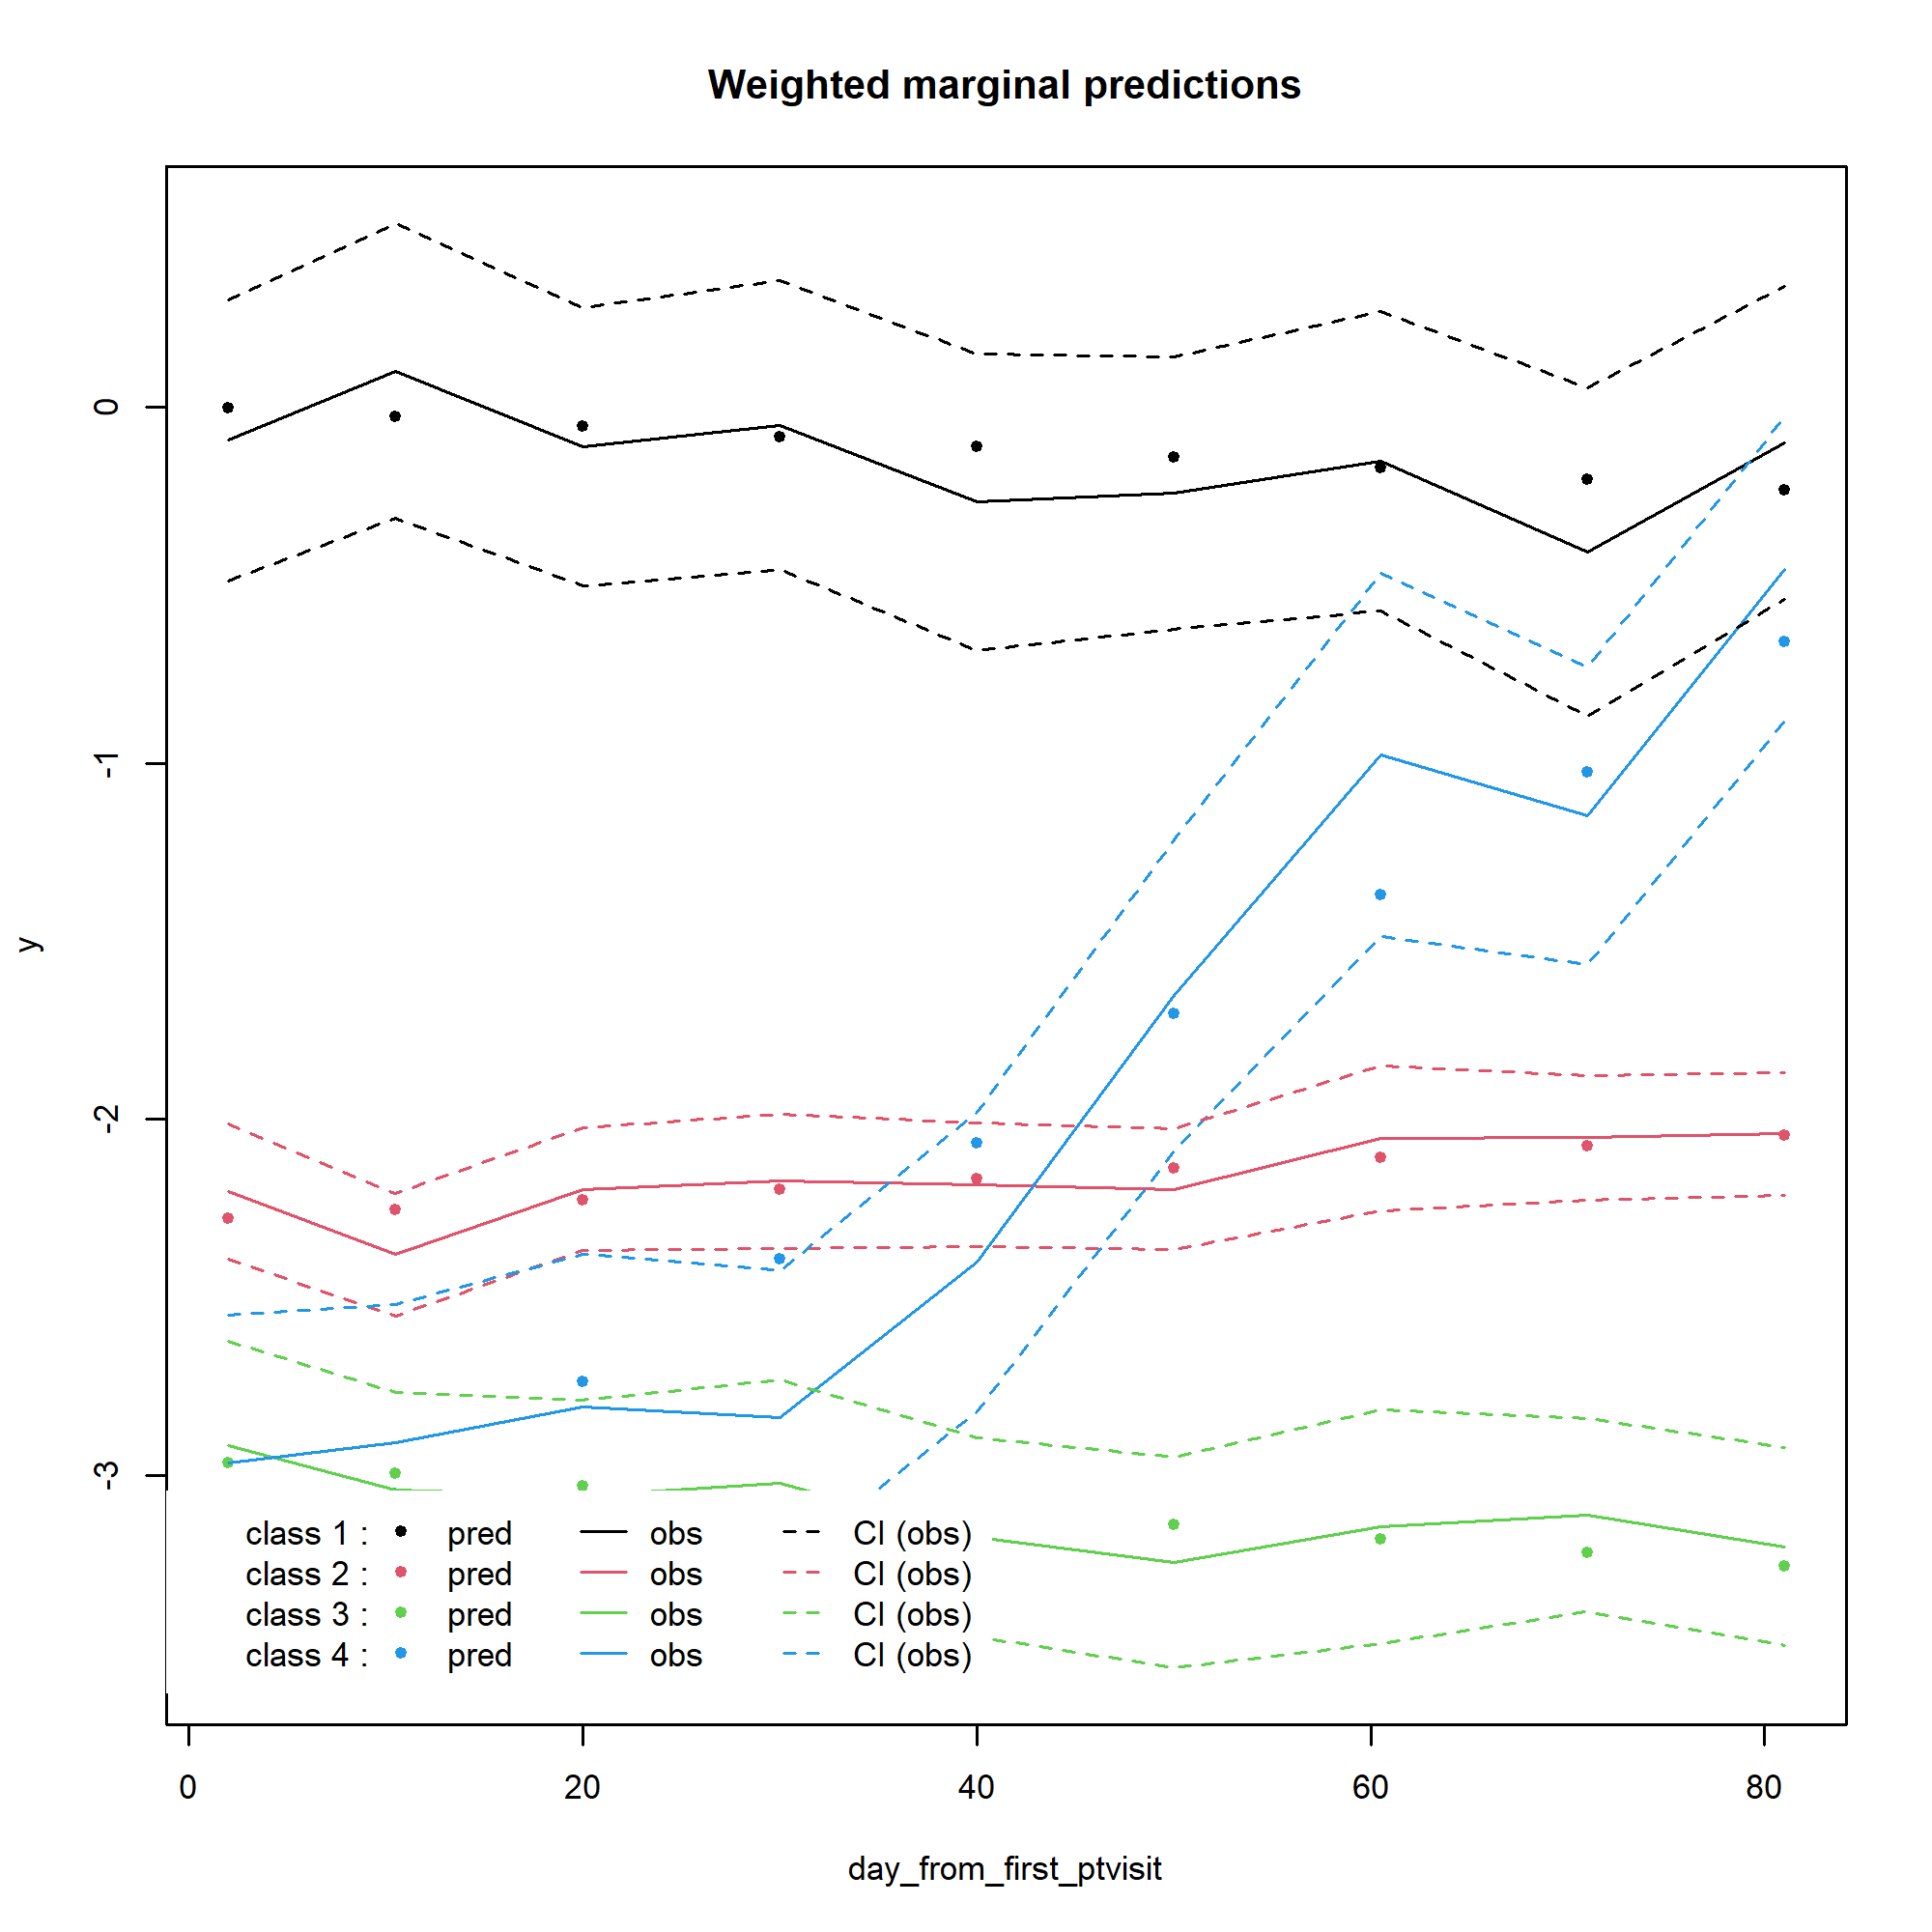 Weighted marginal predictions
0
-1
-2
-3
y
class 1 : pred obs CI (obs)
class 2 : pred obs CI (obs)
class 3 : pred obs CI (obs)
class 4 : pred obs CI (obs)
0 20 40 60 80
day_from_first_ptvisit